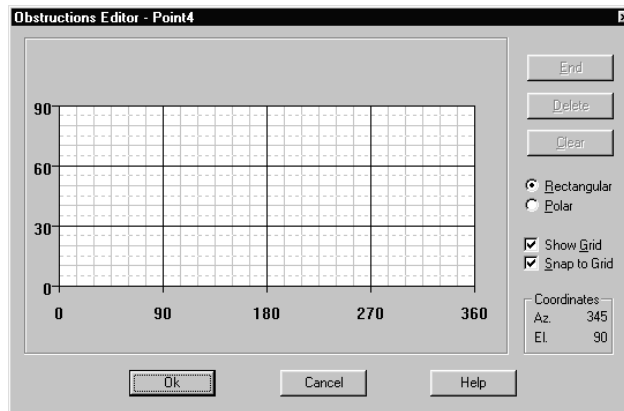 Obstructions Editor - Point4
90
60
30
0
0 90 180 270 360
End
Delete
Clear
Rectangular
Polar
Show Grid
Snap to Grid
Coordinates
Az. 345
El. 90
Ok Cancel Help